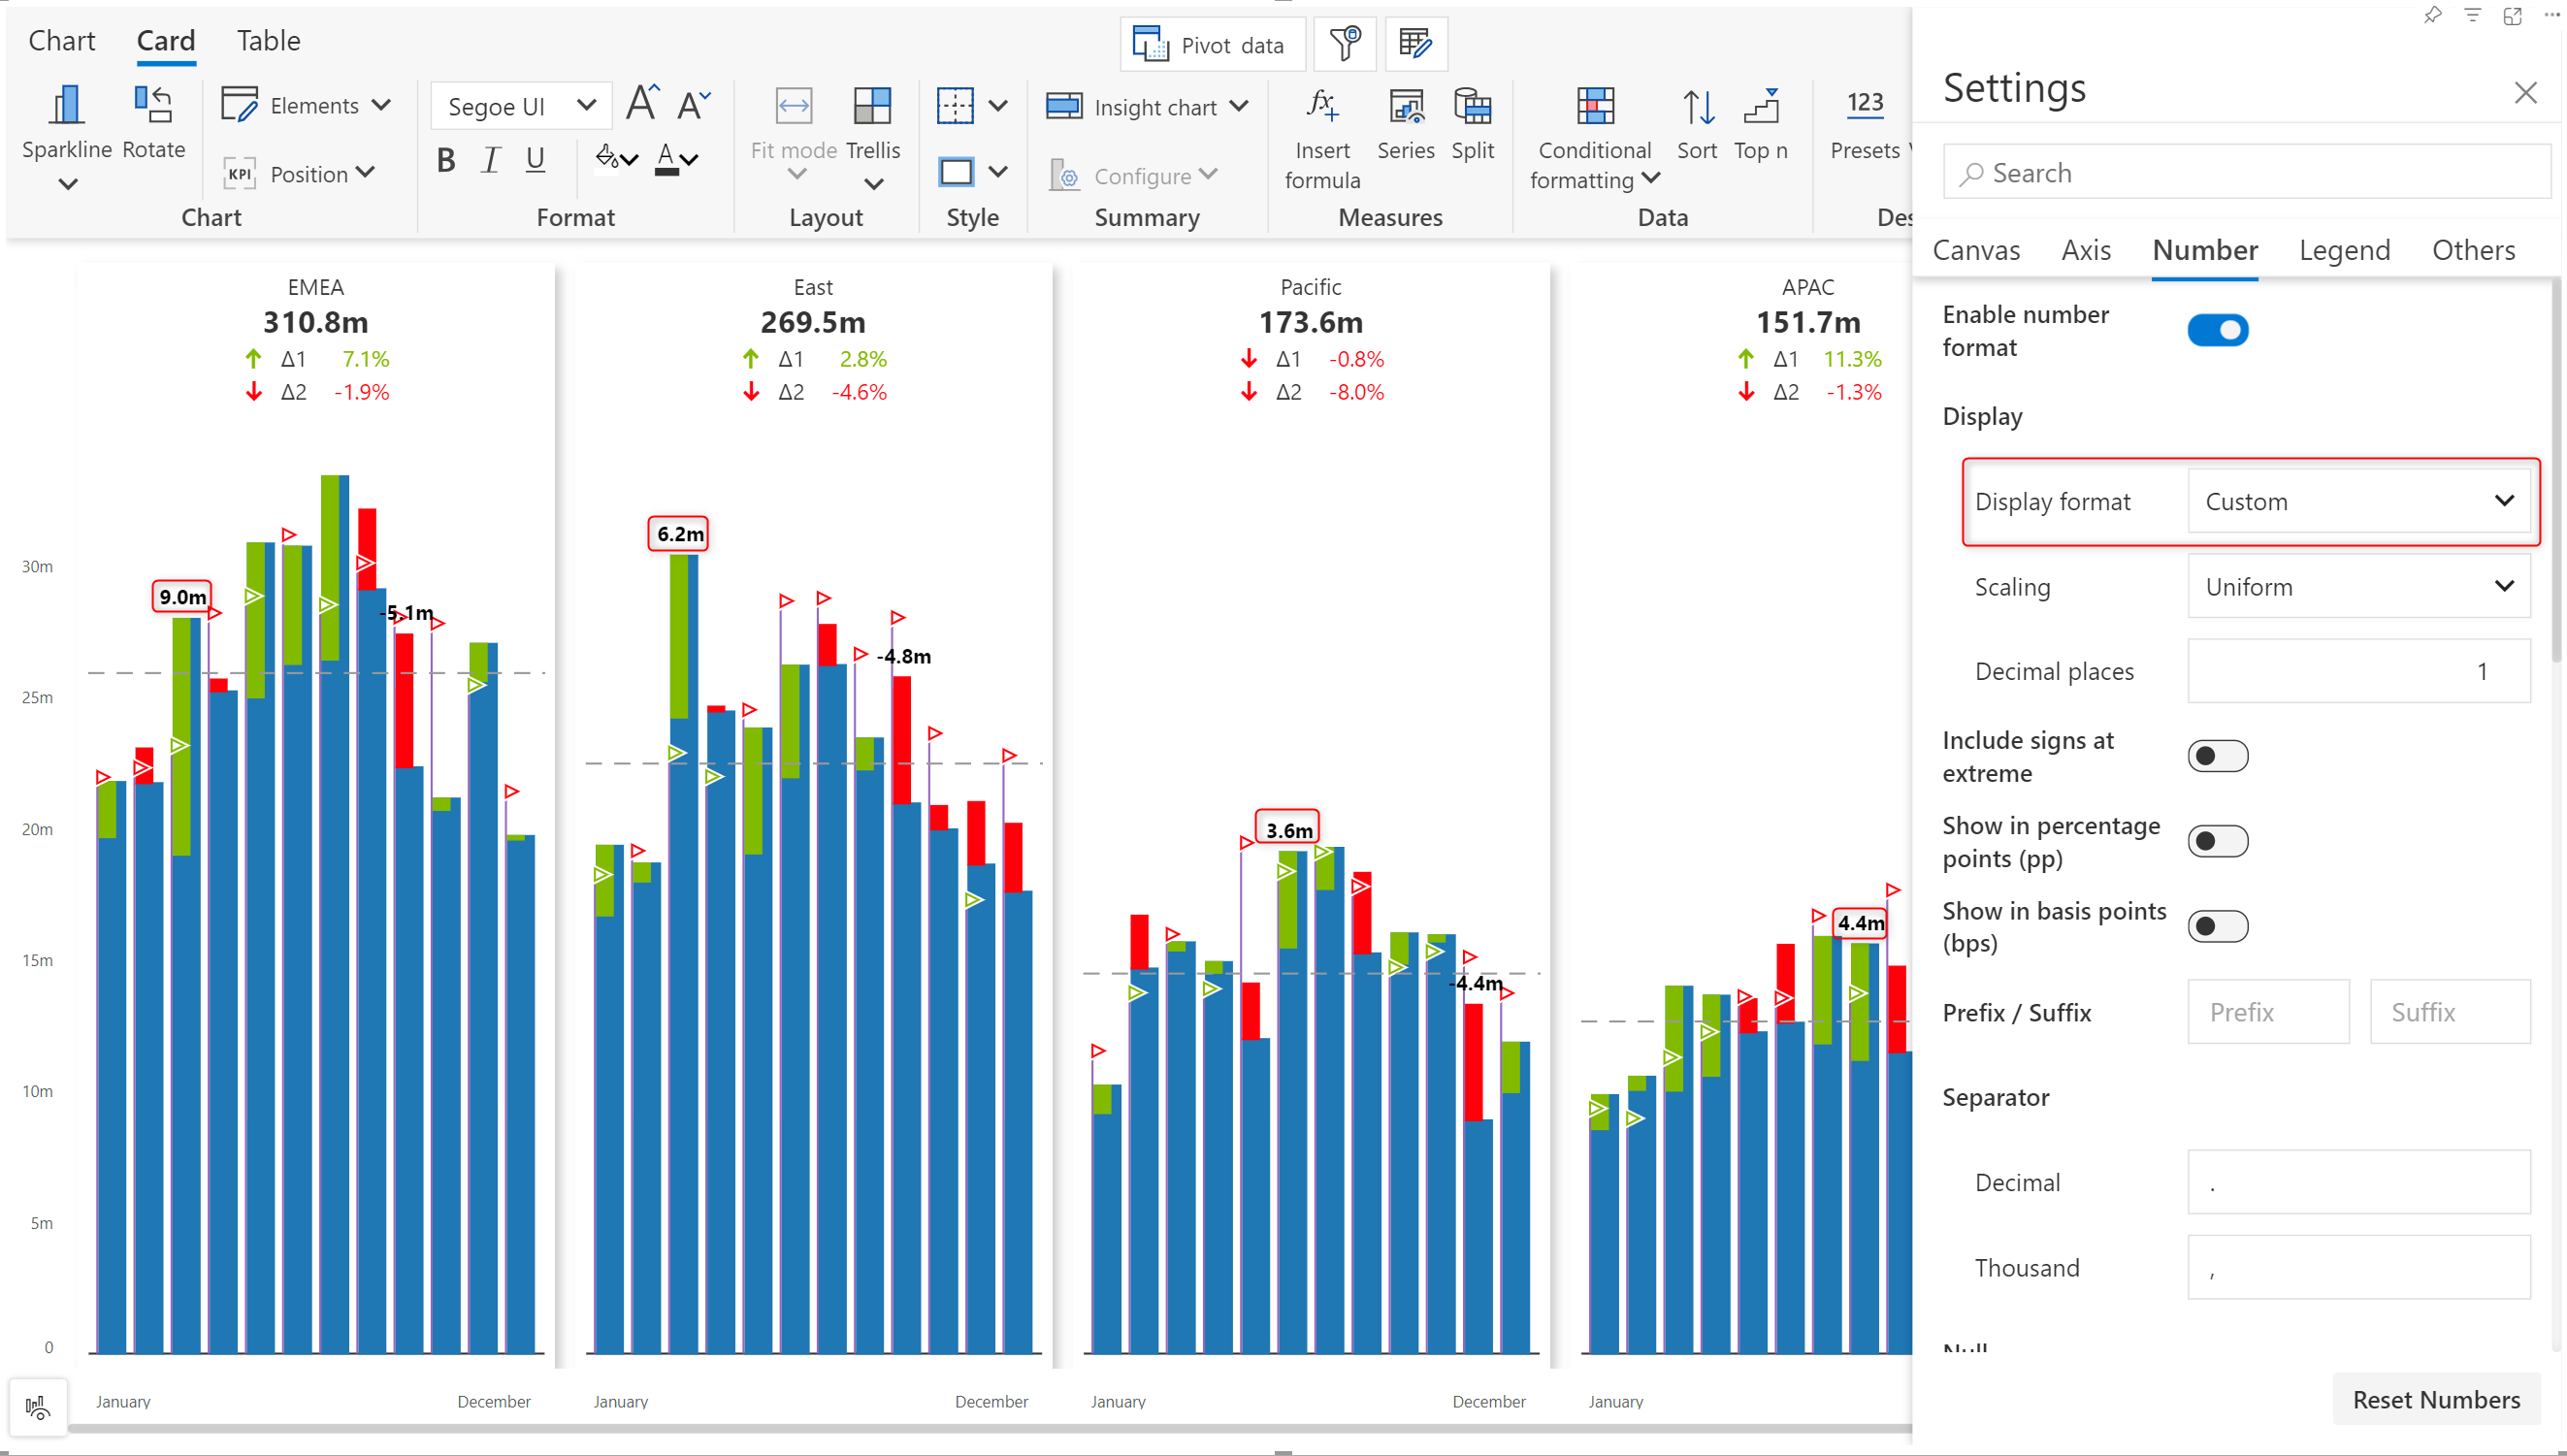 Chart
Card
Table
Pivot data
Sparkline
Rotate
Elements
KPI
Position
Chart
Segoe UI
A
A
B
I
U
A
Format
Fit mode
Trellis
Layout
Style
Insight chart
Configure
Summary
fx
Insert
formula
Series
Split
Measures
Conditional
formatting
Sort
Top n
Data
123
Presets
Des
Settings
Search
Canvas
Axis
Number
Legend
Others
Enable number
format
Display
Display format
Custom
Scaling
Uniform
Decimal places
1
Include signs at
extreme
Show in percentage
points (pp)
Show in basis points
(bps)
Prefix / Suffix
Prefix
Suffix
Separator
Decimal
.
Thousand
,
Null
Reset Numbers
EMEA
310.8m
Δ1 7.1%
Δ2 -1.9%
East
269.5m
Δ1 2.8%
Δ2 -4.6%
Pacific
173.6m
Δ1 -0.8%
Δ2 -8.0%
APAC
151.7m
Δ1 11.3%
Δ2 -1.3%
30m
25m
20m
15m
10m
5m
0
9.0m
-5.1m
6.2m
-4.8m
3.6m
-4.4m
4.4m
January
December
January
December
January
December
January